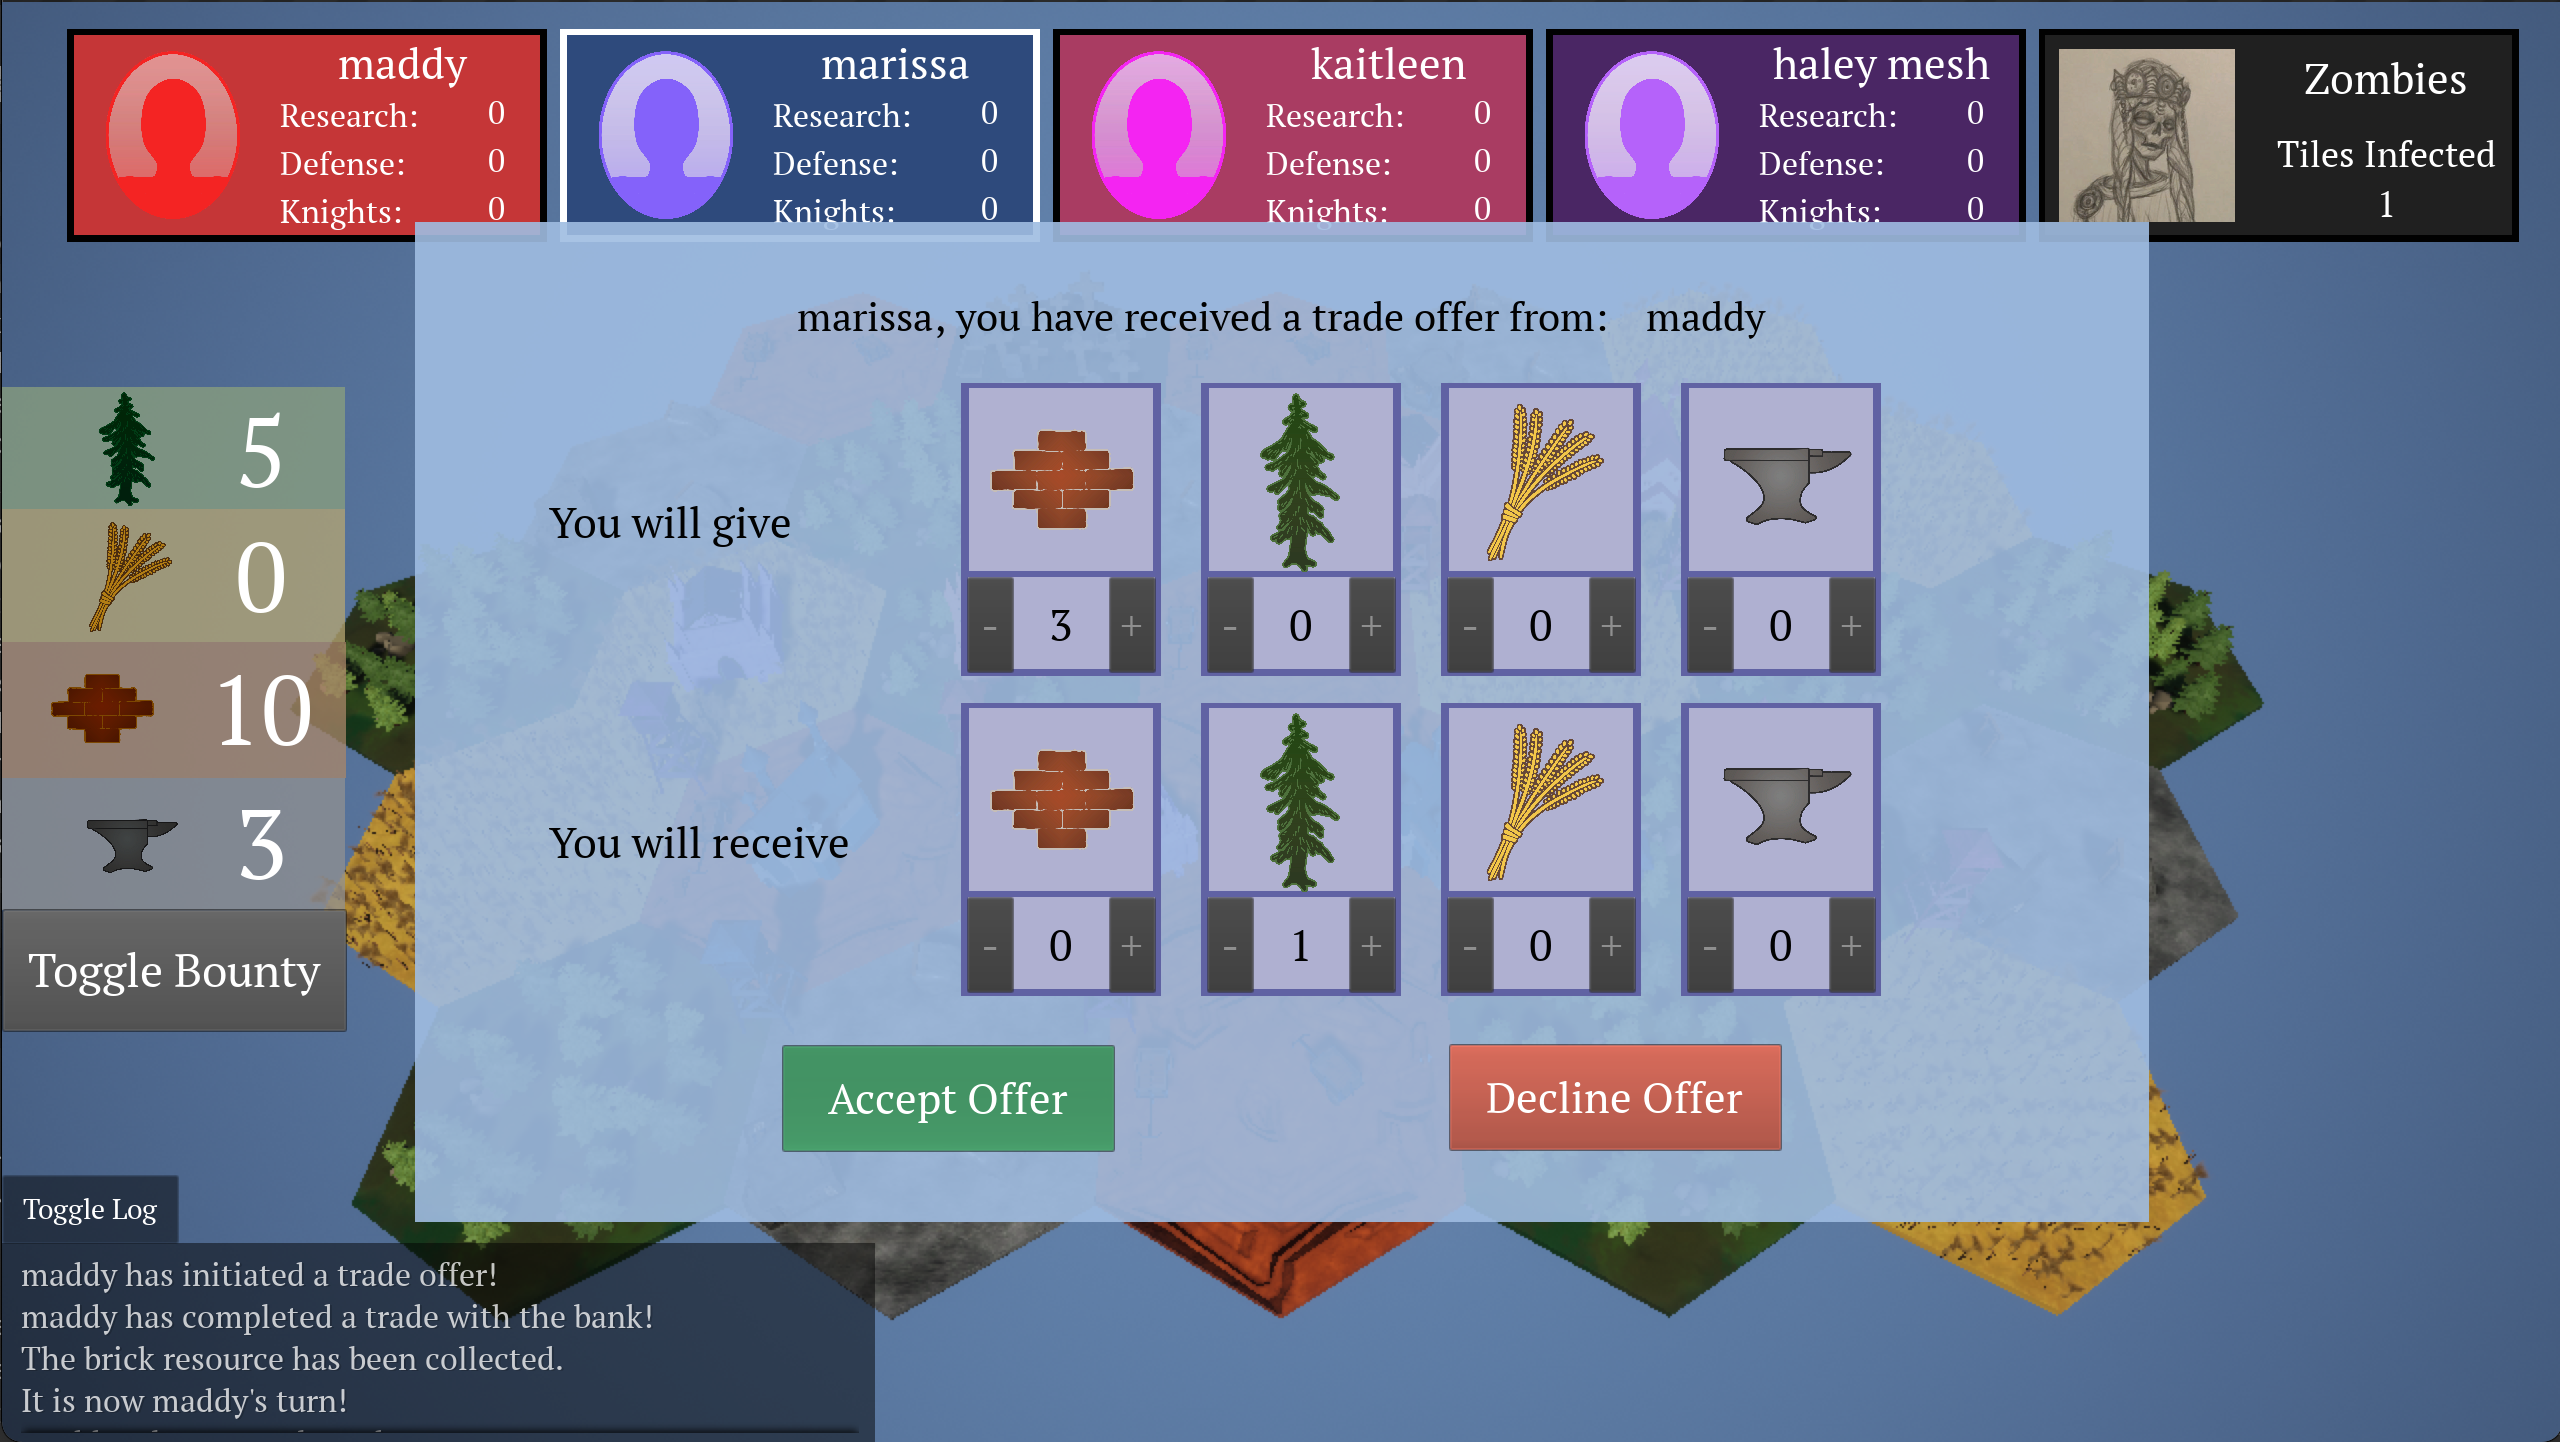 maddy
Research: 0
Defense: 0
Knights: 0
marissa
Research: 0
Defense: 0
Knights: 0
kaitleen
Research: 0
Defense: 0
Knights: 0
haley mesh
Research: 0
Defense: 0
Knights: 0
Zombies
Tiles Infected
1
marissa, you have received a trade offer from: maddy
5
0
10
3
Toggle Bounty
You will give
- 3 + - 0 + - 0 + - 0 +
You will receive
- 0 + - 1 + - 0 + - 0 +
Accept Offer
Decline Offer
Toggle Log
maddy has initiated a trade offer!
maddy has completed a trade with the bank!
The brick resource has been collected.
It is now maddy's turn!